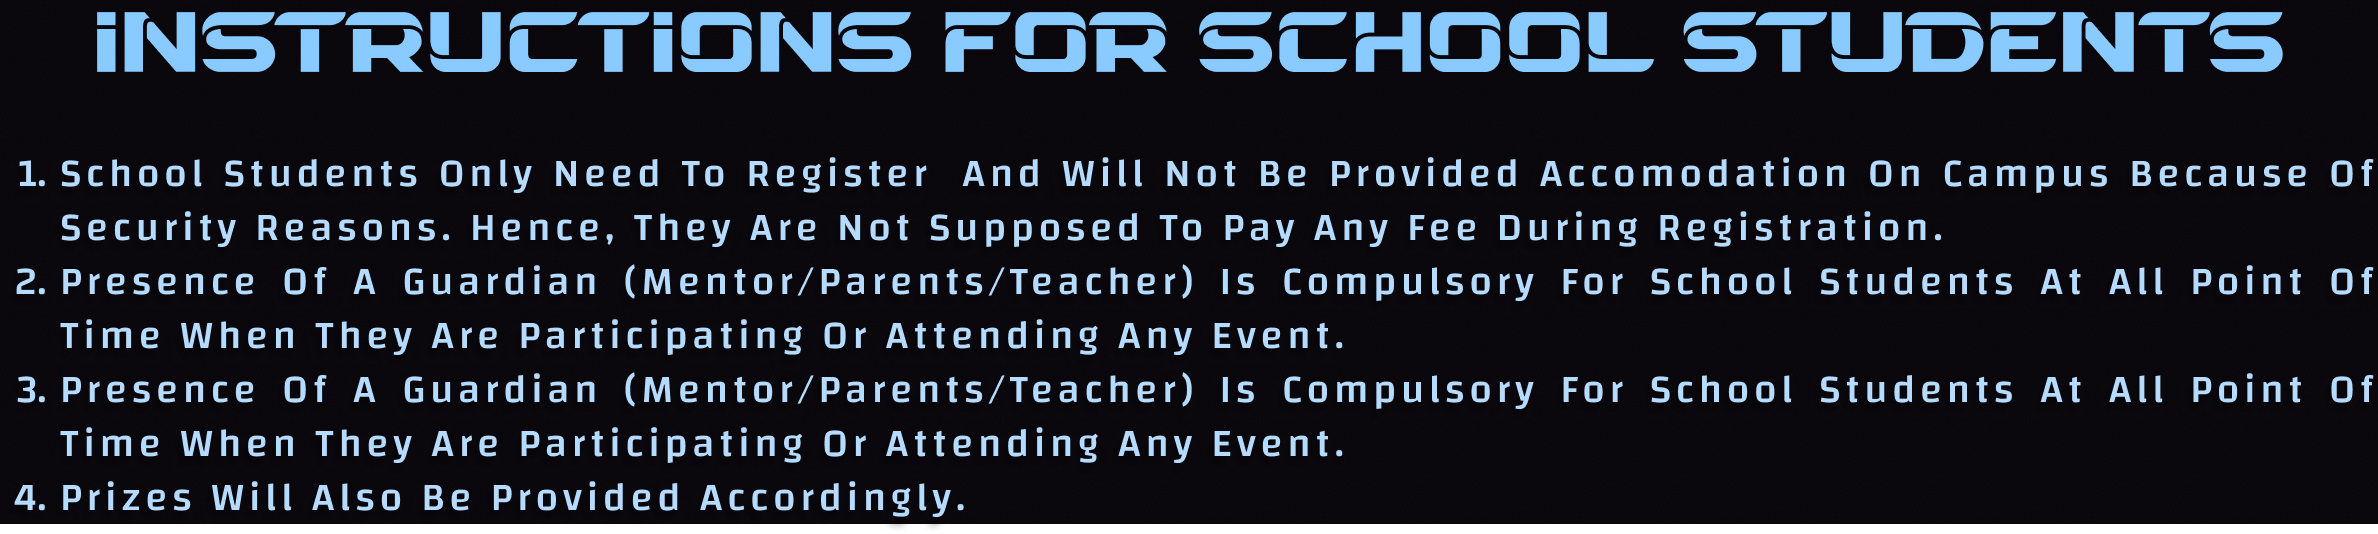 iNSTRUCTiONS FOR SCHOOL STUDENTS
1. School Students Only Need To Register  And Will Not Be Provided Accomodation On Campus Because Of
Security Reasons. Hence, They Are Not Supposed To Pay Any Fee During Registration.
2. Presence Of A Guardian (Mentor/Parents/Teacher) Is Compulsory For School Students At All Point Of
Time When They Are Participating Or Attending Any Event.
3. Presence Of A Guardian (Mentor/Parents/Teacher) Is Compulsory For School Students At All Point Of
Time When They Are Participating Or Attending Any Event.
4. Prizes Will Also Be Provided Accordingly.